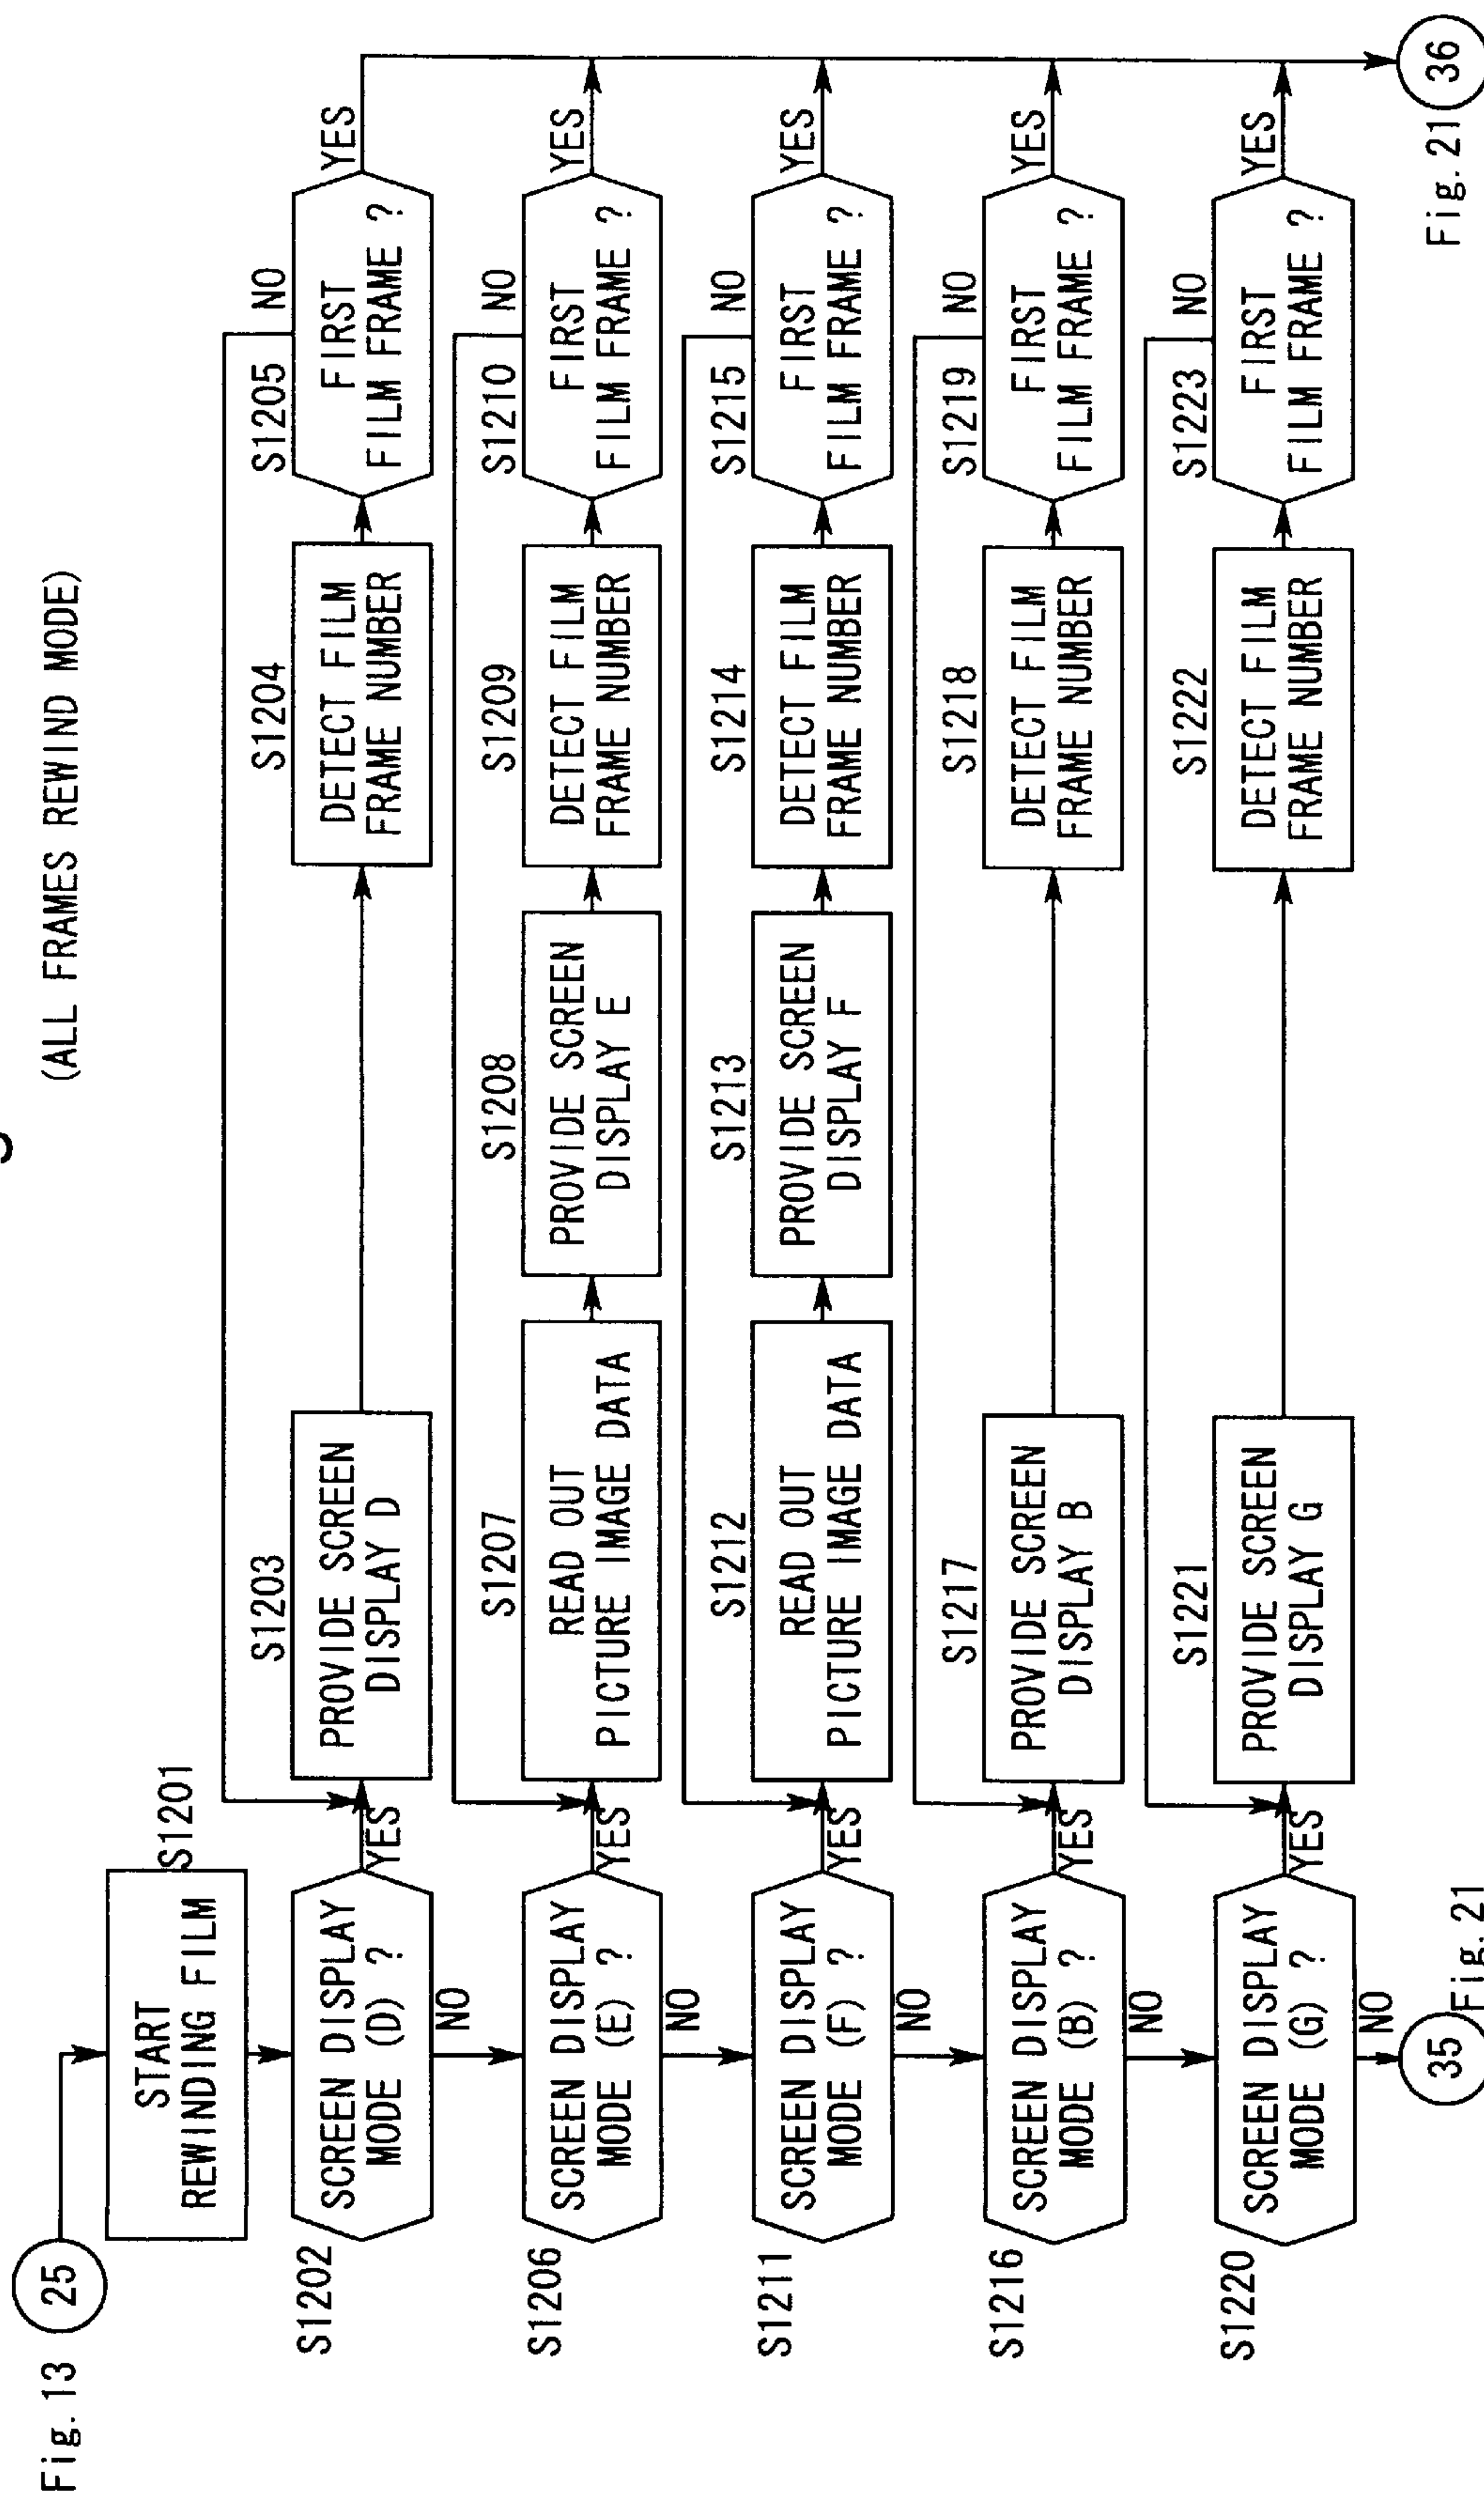 (ALL FRAMES REWIND MODE)
Fig. 13
25
START
REWINDING FILM
S1201
S1202
SCREEN DISPLAY
MODE (D) ?
YES
NO
S1203
PROVIDE SCREEN
DISPLAY D
S1204
DETECT FILM
FRAME NUMBER
S1205
NO
FIRST
FILM FRAME ?
YES
S1206
SCREEN DISPLAY
MODE (E) ?
YES
NO
S1207
READ OUT
PICTURE IMAGE DATA
S1208
PROVIDE SCREEN
DISPLAY E
S1209
DETECT FILM
FRAME NUMBER
S1210
NO
FIRST
FILM FRAME ?
YES
S1211
SCREEN DISPLAY
MODE (F) ?
YES
NO
S1212
READ OUT
PICTURE IMAGE DATA
S1213
PROVIDE SCREEN
DISPLAY F
S1214
DETECT FILM
FRAME NUMBER
S1215
NO
FIRST
FILM FRAME ?
YES
S1216
SCREEN DISPLAY
MODE (B) ?
YES
NO
S1217
PROVIDE SCREEN
DISPLAY B
S1218
DETECT FILM
FRAME NUMBER
S1219
NO
FIRST
FILM FRAME ?
YES
S1220
SCREEN DISPLAY
MODE (G) ?
YES
NO
S1221
PROVIDE SCREEN
DISPLAY G
S1222
DETECT FILM
FRAME NUMBER
S1223
NO
FIRST
FILM FRAME ?
YES
35
Fig. 21
Fig. 21
36